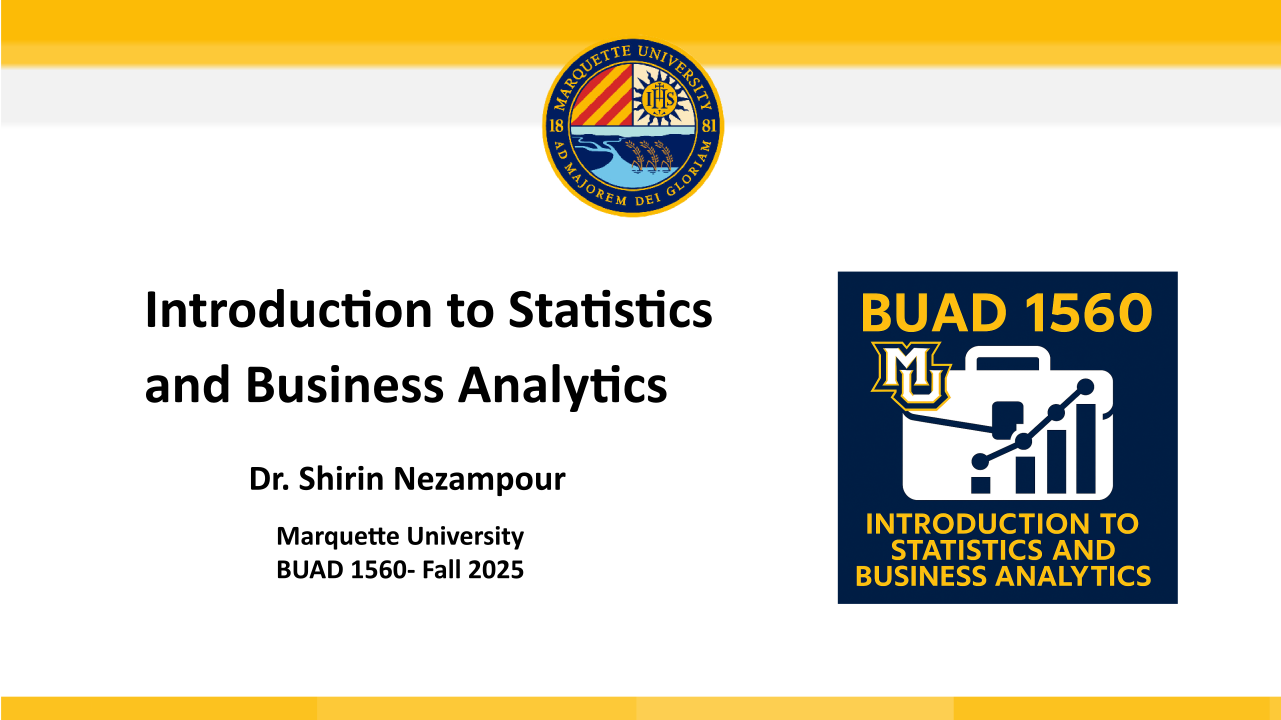 MARQUETTE UNIVERSITY
18 81
AD MAJOREM DEI GLORIAM
IHS
Introduction to Statistics
and Business Analytics
Dr. Shirin Nezampour
Marquette University
BUAD 1560- Fall 2025
BUAD 1560
MU
INTRODUCTION TO
STATISTICS AND
BUSINESS ANALYTICS